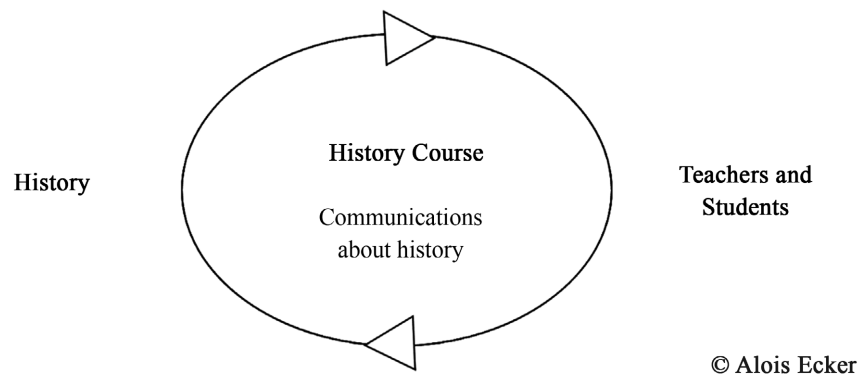 History
History Course
Communications
about history
Teachers and
Students
© Alois Ecker